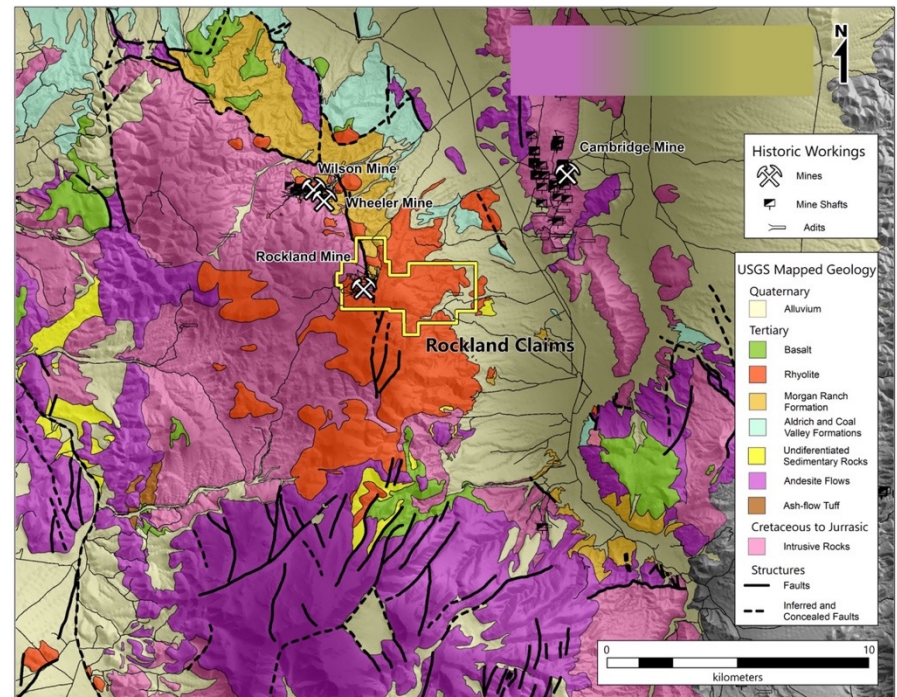 N
Cambridge Mine
Wilson Mine
Wheeler Mine
Rockland Mine
Rockland Claims
Historic Workings
Mines
Mine Shafts
Adits
USGS Mapped Geology
Quaternary
Alluvium
Tertiary
Basalt
Rhyolite
Morgan Ranch
Formation
Aldrich and Coal
Valley Formations
Undiferentiated
Sedimentary Rocks
Andesite Flows
Ash-flow Tuff
Cretaceous to Jurrasic
Intrusive Rocks
Structures
Faults
Inferred and
Concealed Faults
0 10
kilometers